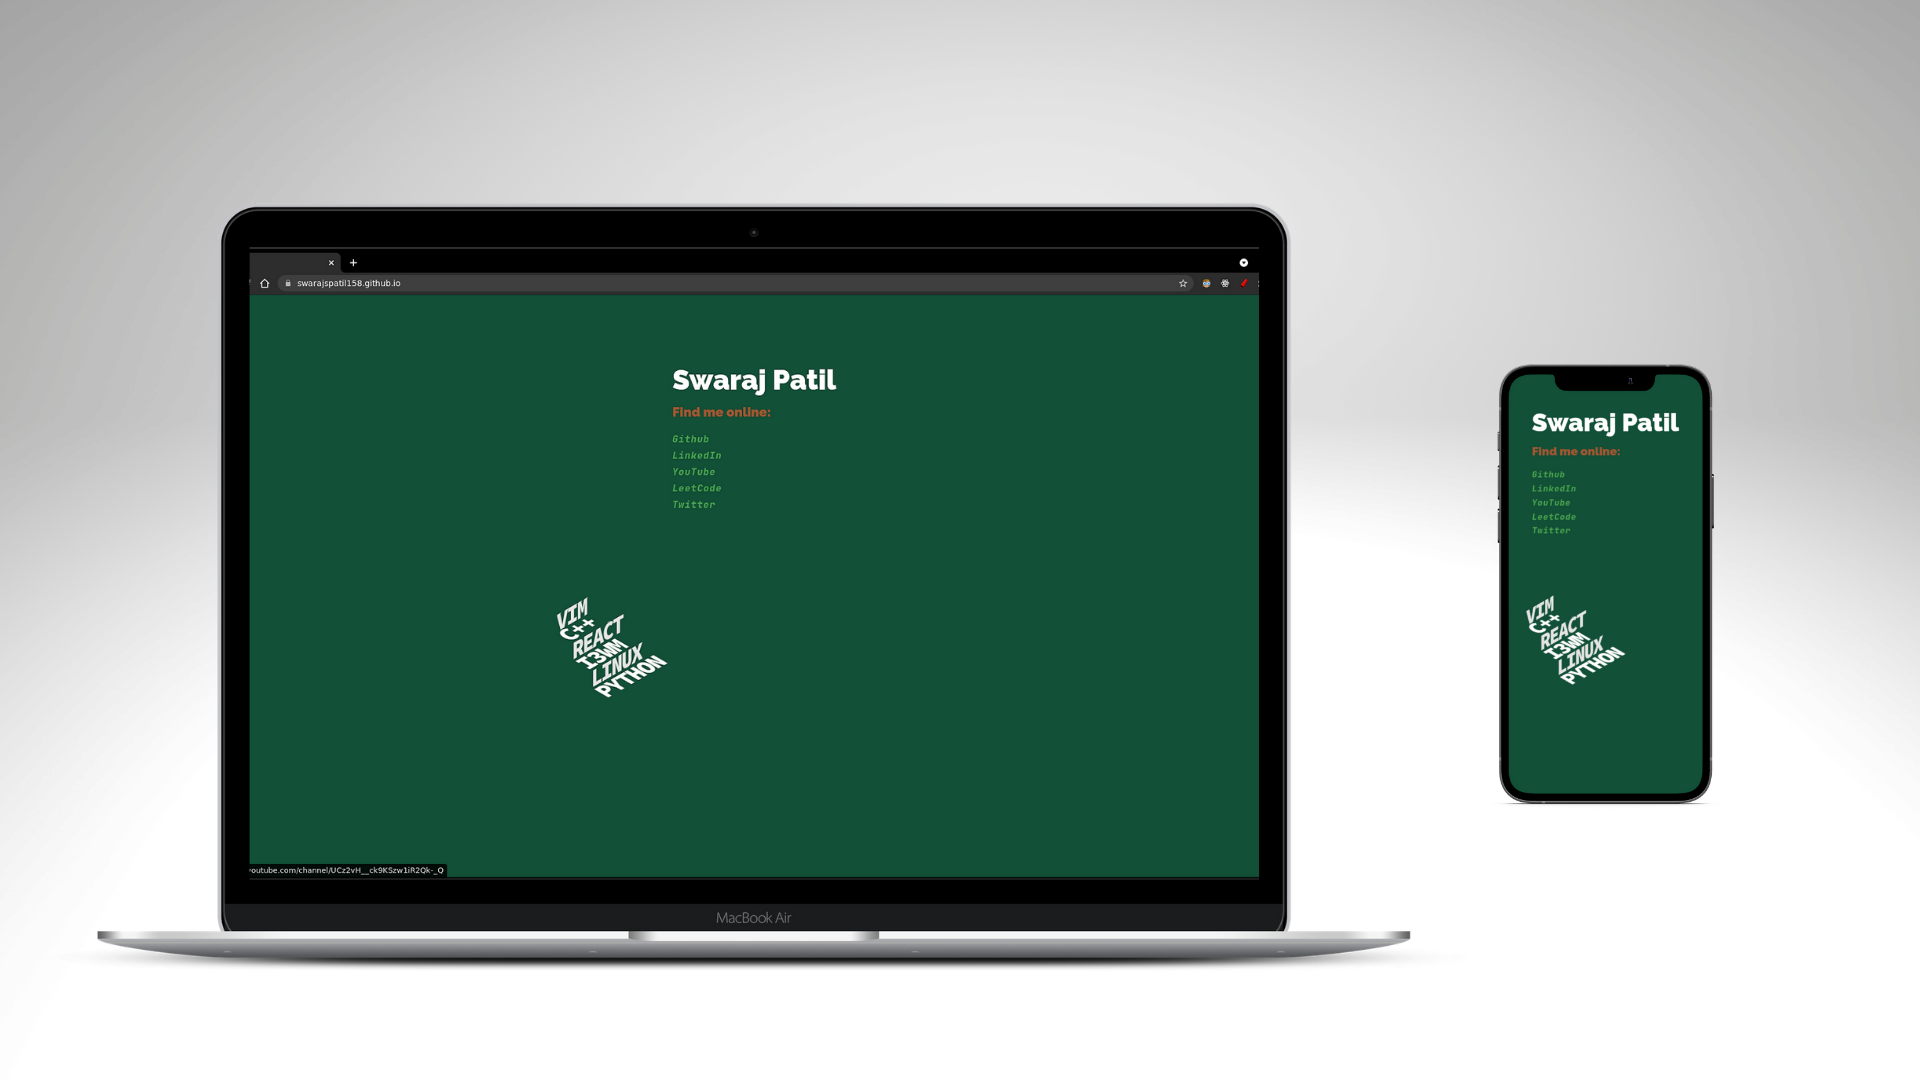 swarajspatil158.github.io
Swaraj Patil
Find me online:
Github
LinkedIn
YouTube
LeetCode
Twitter
VIM
C++
REACT
I3WM
LINUX
PYTHON
youtube.com/channel/UCz2vH__ck9KSzw1iR2Qk-_Q
MacBook Air
Swaraj Patil
Find me online:
Github
LinkedIn
YouTube
LeetCode
Twitter
VIM
C++
REACT
I3WM
LINUX
PYTHON